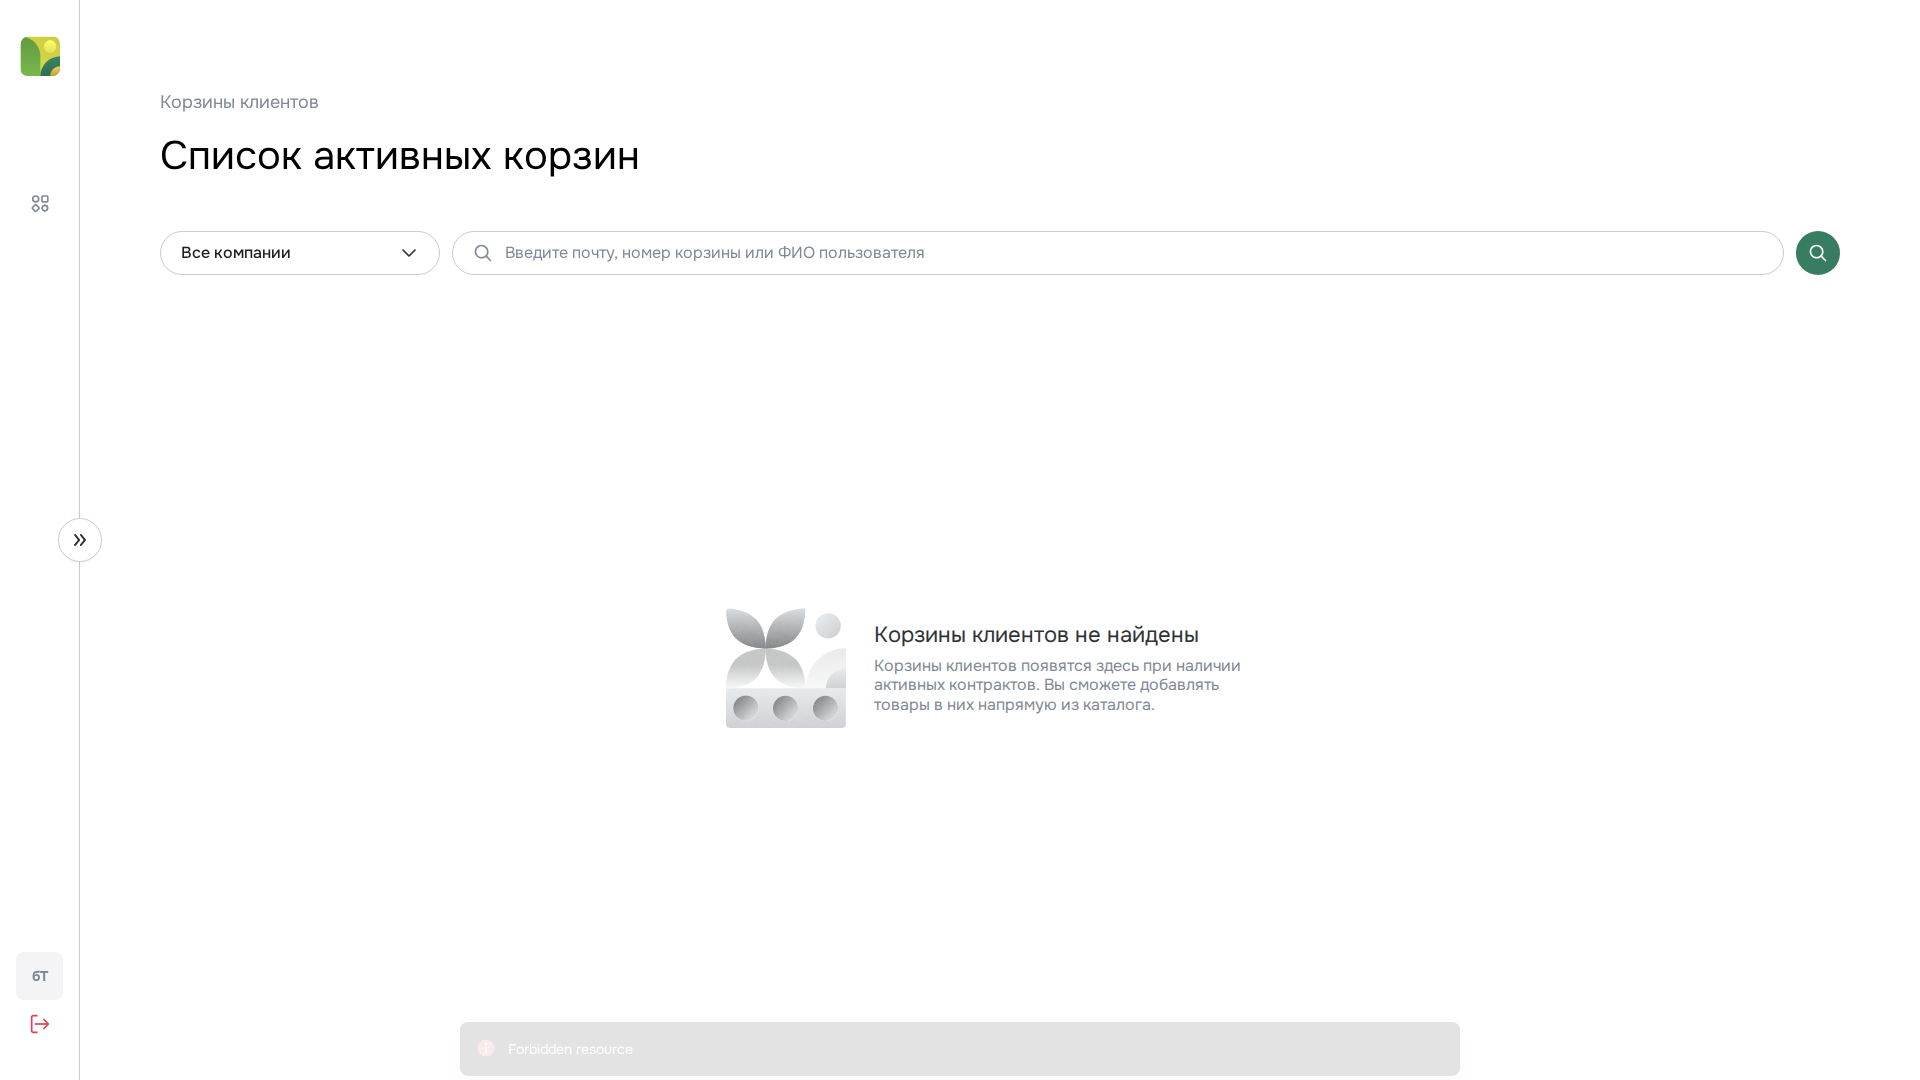 Корзины клиентов
Список активных корзин
Все компании
Введите почту, номер корзины или ФИО пользователя
Корзины клиентов не найдены
Корзины клиентов появятся здесь при наличии
активных контрактов. Вы сможете добавлять
товары в них напрямую из каталога.
бТ
Forbidden resource